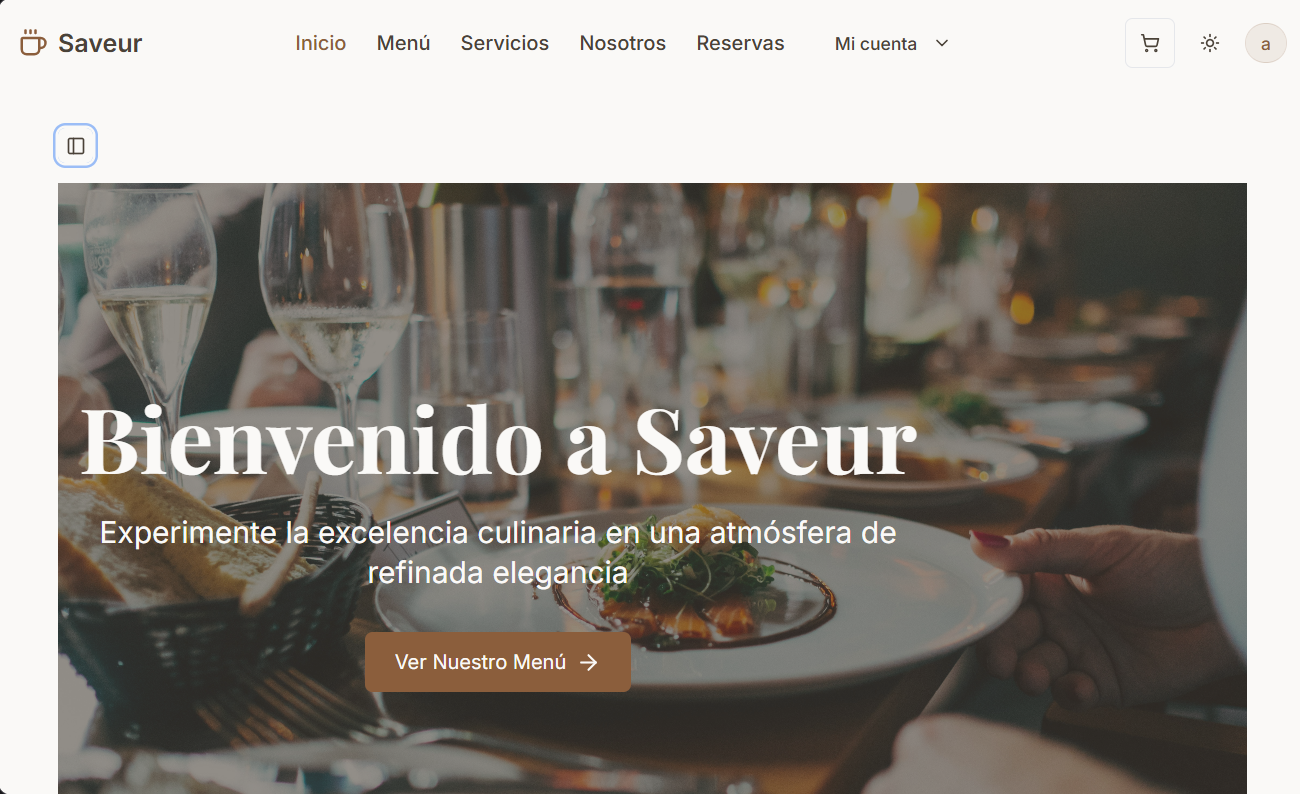 Saveur
Inicio
Menú
Servicios
Nosotros
Reservas
Mi cuenta
a
Bienvenido a Saveur
Experimente la excelencia culinaria en una atmósfera de
refinada elegancia
Ver Nuestro Menú